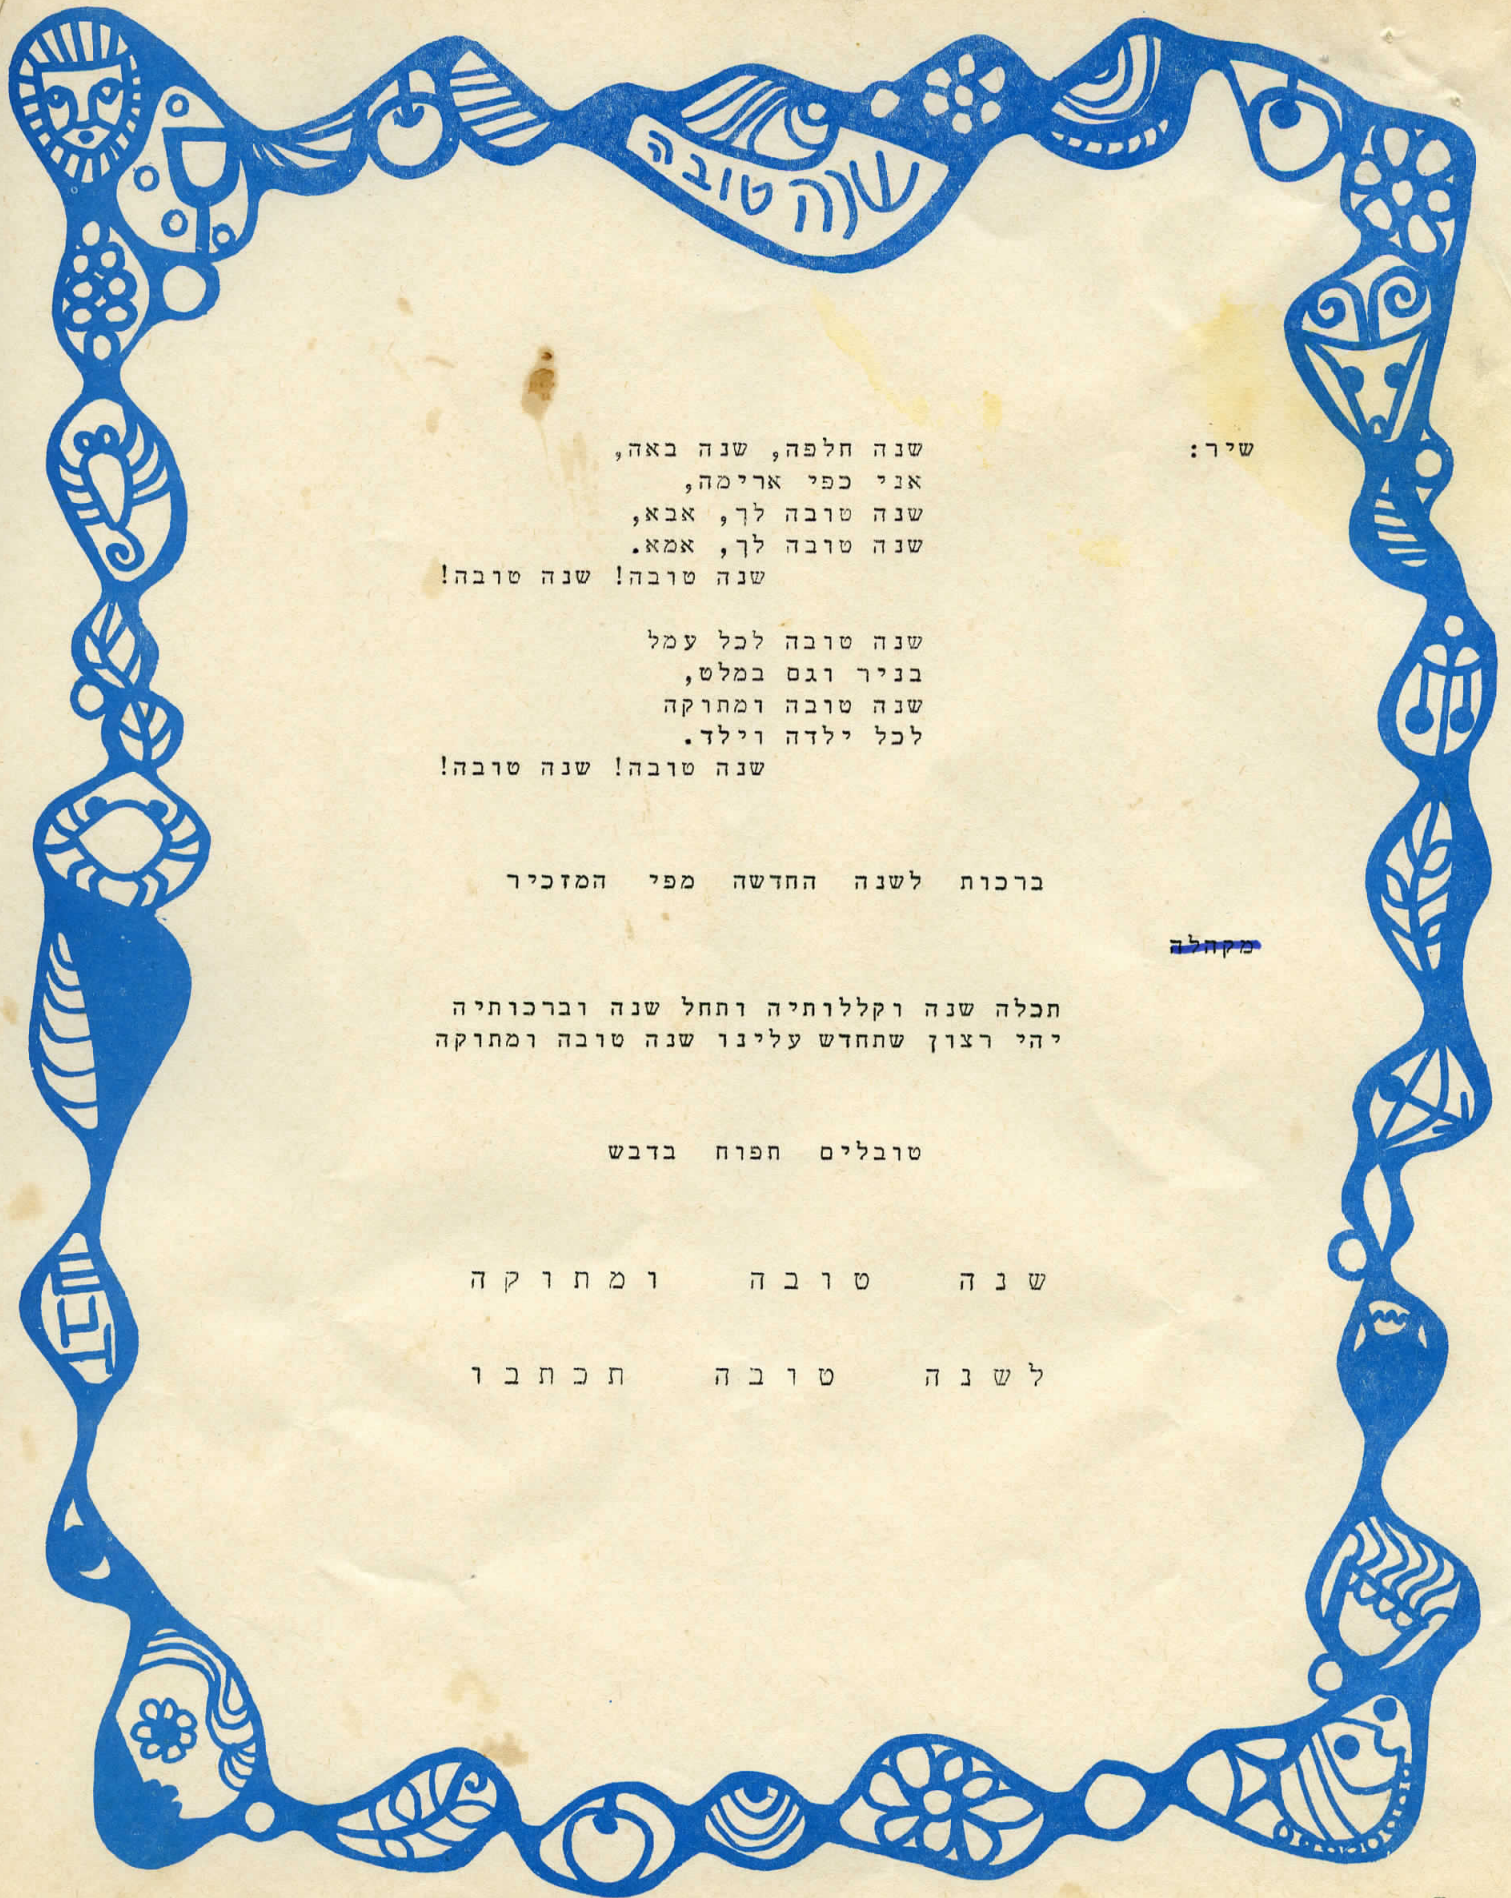 שנה טובה
שיר:
שנה חלפה, שנה באה,
אני כפי ארימה,
שנה טובה לך, אבא,
שנה טובה לך, אמא.
שנה טובה! שנה טובה!
שנה טובה לכל עמל
בניר וגם במלט,
שנה טובה ומתוקה
לכל ילדה וילד.
שנה טובה! שנה טובה!
ברכות לשנה החדשה מפי המזכיר
מקהלה
תכלה שנה וקללותיה ותחל שנה וברכותיה
יהי רצון שתחדש עלינו שנה טובה ומתוקה
טובלים תפוח בדבש
שנה טובה ומתוקה
לשנה טובה תכתבו